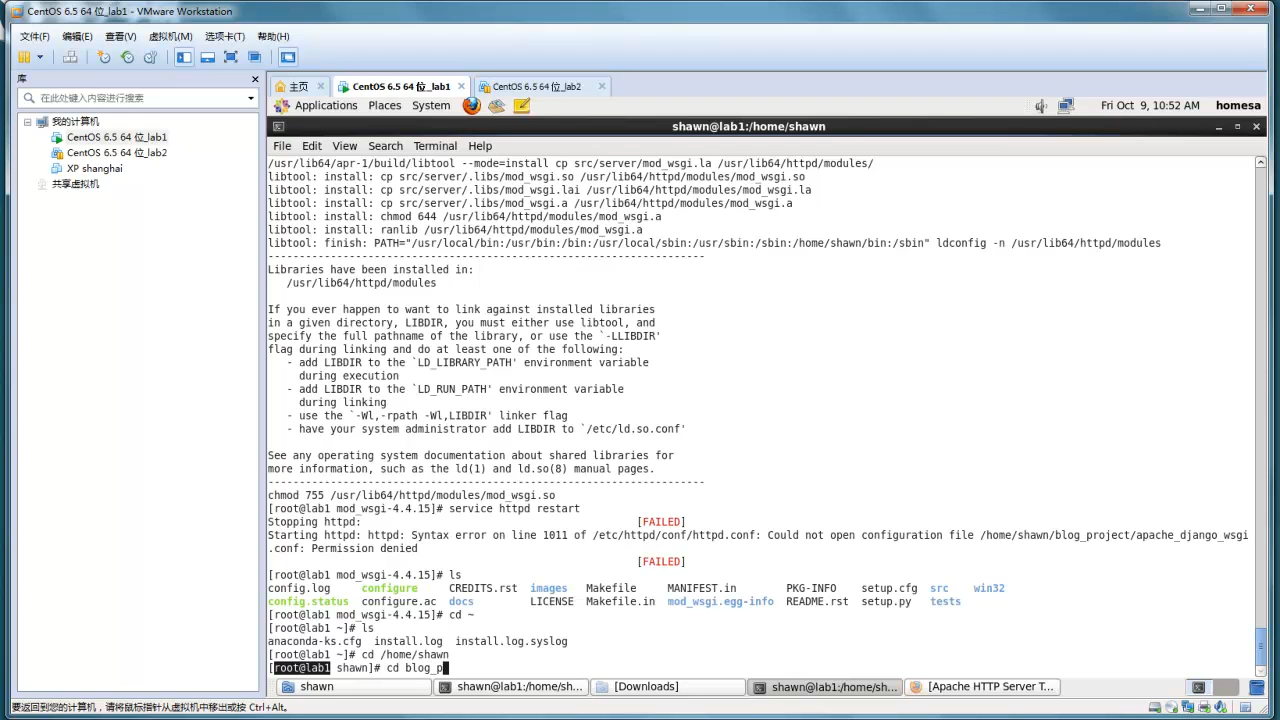 CentOS 6.5 64 位_lab1 - VMware Workstation
文件(F) 编辑(E) 查看(V) 虚拟机(M) 选项卡(T) 帮助(H)
库
在此处键入内容进行搜索
我的计算机
CentOS 6.5 64 位_lab1
CentOS 6.5 64 位_lab2
XP shanghai
共享虚拟机
主页 CentOS 6.5 64 位_lab1 CentOS 6.5 64 位_lab2
Applications Places System Fri Oct 9, 10:52 AM homesa
shawn@lab1:/home/shawn
File Edit View Search Terminal Help
/usr/lib64/apr-1/build/libtool --mode=install cp src/server/mod_wsgi.la /usr/lib64/httpd/modules/
libtool: install: cp src/server/.libs/mod_wsgi.so /usr/lib64/httpd/modules/mod_wsgi.so
libtool: install: cp src/server/.libs/mod_wsgi.lai /usr/lib64/httpd/modules/mod_wsgi.la
libtool: install: cp src/server/.libs/mod_wsgi.a /usr/lib64/httpd/modules/mod_wsgi.a
libtool: install: chmod 644 /usr/lib64/httpd/modules/mod_wsgi.a
libtool: install: ranlib /usr/lib64/httpd/modules/mod_wsgi.a
libtool: finish: PATH="/usr/local/bin:/usr/bin:/bin:/usr/local/sbin:/usr/sbin:/sbin:/home/shawn/bin:/sbin" ldconfig -n /usr/lib64/httpd/modules
----------------------------------------------------------------------
Libraries have been installed in:
   /usr/lib64/httpd/modules
If you ever happen to want to link against installed libraries
in a given directory, LIBDIR, you must either use libtool, and
specify the full pathname of the library, or use the `-LLIBDIR'
flag during linking and do at least one of the following:
   - add LIBDIR to the `LD_LIBRARY_PATH' environment variable
     during execution
   - add LIBDIR to the `LD_RUN_PATH' environment variable
     during linking
   - use the `-Wl,-rpath -Wl,LIBDIR' linker flag
   - have your system administrator add LIBDIR to `/etc/ld.so.conf'
See any operating system documentation about shared libraries for
more information, such as the ld(1) and ld.so(8) manual pages.
----------------------------------------------------------------------
chmod 755 /usr/lib64/httpd/modules/mod_wsgi.so
[root@lab1 mod_wsgi-4.4.15]# service httpd restart
Stopping httpd: [FAILED]
Starting httpd: httpd: Syntax error on line 1011 of /etc/httpd/conf/httpd.conf: Could not open configuration file /home/shawn/blog_project/apache_django_wsgi
.conf: Permission denied
[FAILED]
[root@lab1 mod_wsgi-4.4.15]# ls
config.log configure CREDITS.rst images Makefile MANIFEST.in PKG-INFO setup.cfg src win32
config.status configure.ac docs LICENSE Makefile.in mod_wsgi.egg-info README.rst setup.py tests
[root@lab1 mod_wsgi-4.4.15]# cd ~
[root@lab1 ~]# ls
anaconda-ks.cfg install.log install.log.syslog
[root@lab1 ~]# cd /home/shawn
[root@lab1 shawn]# cd blog_p
shawn shawn@lab1:/home/sh... [Downloads] shawn@lab1:/home/sh... [Apache HTTP Server T...
要返回到您的计算机，请将鼠标指针从虚拟机中移出或按 Ctrl+Alt。